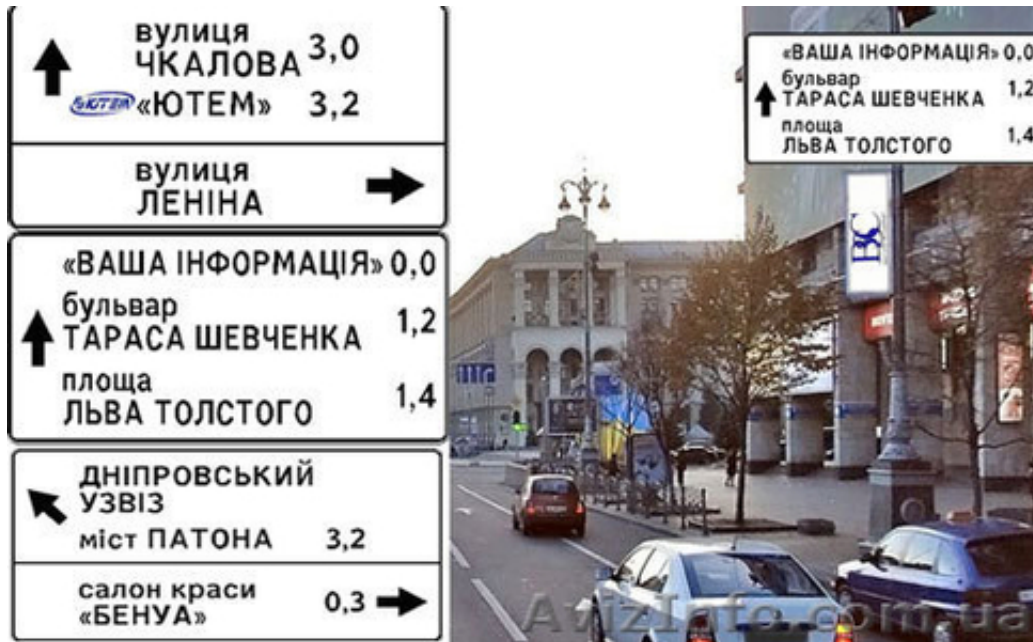 вулиця
ЧКАЛОВА 3,0
ЮТЕМ «ЮТЕМ» 3,2
вулиця
ЛЕНІНА
«ВАША ІНФОРМАЦІЯ» 0,0
бульвар
ТАРАСА ШЕВЧЕНКА 1,2
площа
ЛЬВА ТОЛСТОГО 1,4
ДНІПРОВСЬКИЙ
УЗВІЗ
міст ПАТОНА 3,2
салон краси
«БЕНУА» 0,3
«ВАША ІНФОРМАЦІЯ» 0,0
бульвар
ТАРАСА ШЕВЧЕНКА 1,2
площа
ЛЬВА ТОЛСТОГО 1,4
AvizInfo.com.ua